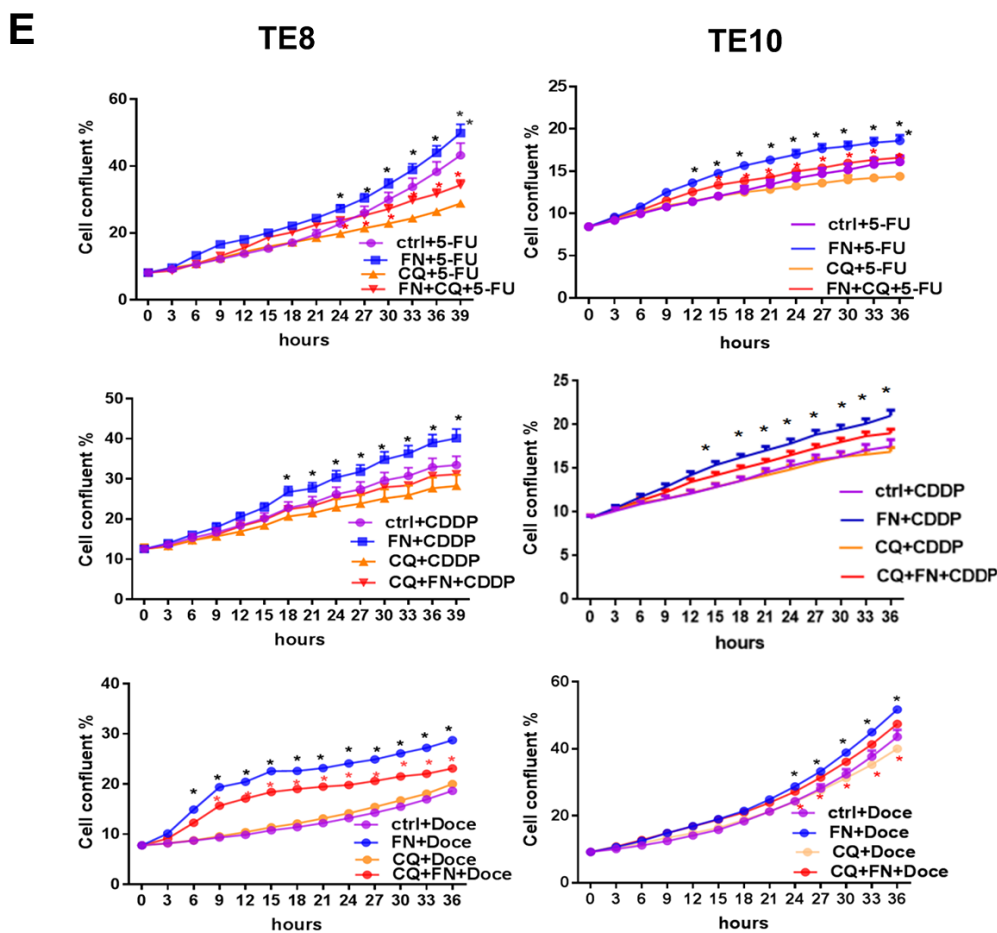 E
TE8
TE10
Cell confluent %
60
40
20
0
0 3 6 9 12 15 18 21 24 27 30 33 36 39
hours
* * * * * * *
* * * * * *
ctrl+5-FU
FN+5-FU
CQ+5-FU
FN+CQ+5-FU
Cell confluent %
25
20
15
10
5
0 3 6 9 12 15 18 21 24 27 30 33 36
hours
* * * * * * * * * *
* * * * * * *
ctrl+5-FU
FN+5-FU
CQ+5-FU
FN+CQ+5-FU
Cell confluent %
50
40
30
20
10
0
0 3 6 9 12 15 18 21 24 27 30 33 36 39
hours
* * * * * * * *
ctrl+CDDP
FN+CDDP
CQ+CDDP
CQ+FN+CDDP
Cell confluent %
25
20
15
10
5
0
0 3 6 9 12 15 18 21 24 27 30 33 36
hours
* * * * * * * *
ctrl+CDDP
FN+CDDP
CQ+CDDP
CQ+FN+CDDP
Cell confluent %
40
30
20
10
0
0 3 6 9 12 15 18 21 24 27 30 33 36
hours
* * * * * * * * * * *
* * * * * * * * * *
ctrl+Doce
FN+Doce
CQ+Doce
CQ+FN+Doce
Cell confluent %
60
40
20
0
0 3 6 9 12 15 18 21 24 27 30 33 36
hours
* * * * *
* * * * *
ctrl+Doce
FN+Doce
CQ+Doce
CQ+FN+Doce